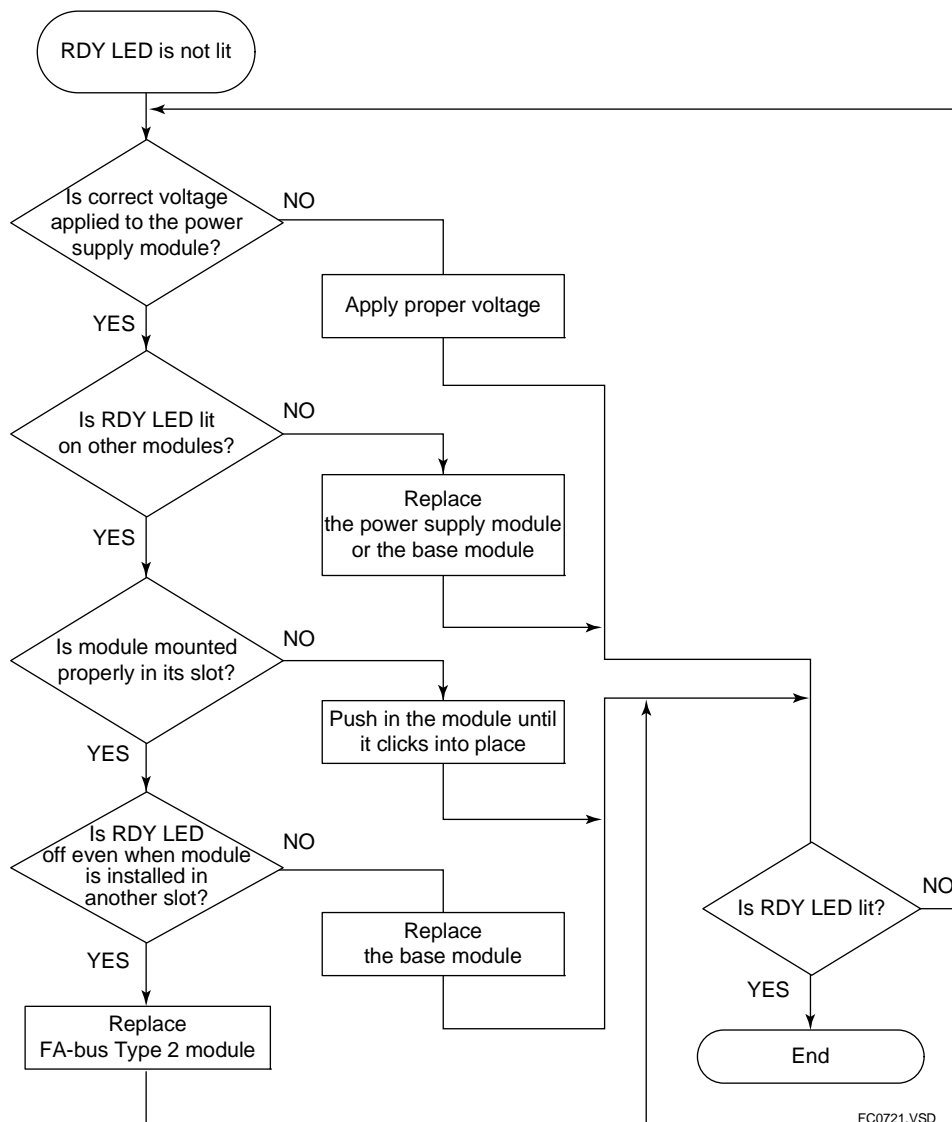 RDY LED is not lit
Is correct voltage
applied to the power
supply module?
NO
Apply proper voltage
YES
Is RDY LED lit
on other modules?
NO
Replace
the power supply module
or the base module
YES
Is module mounted
properly in its slot?
NO
Push in the module until
it clicks into place
YES
Is RDY LED
off even when module
is installed in
another slot?
NO
Replace
the base module
YES
Replace
FA-bus Type 2 module
Is RDY LED lit?
NO
YES
End
FC0721.VSD